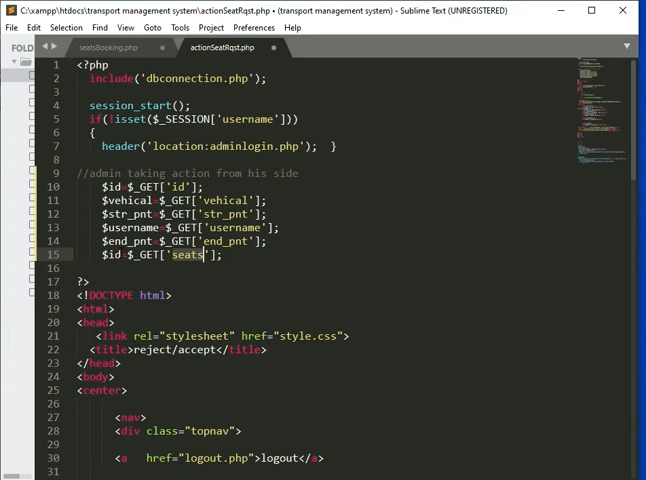 C:\xampp\htdocs\transport management system\actionSeatRqst.php • (transport management system) - Sublime Text (UNREGISTERED)
File Edit Selection Find View Goto Tools Project Preferences Help
FOLD
seatsBooking.php
actionSeatRqst.php
1 <?php
2 include('dbconnection.php');
3
4 session_start();
5 if(!isset($_SESSION['username']))
6 {
7 header('location:adminlogin.php'); }
8
9 //admin taking action from his side
10 $id=$_GET['id'];
11 $vehical=$_GET['vehical'];
12 $str_pnt=$_GET['str_pnt'];
13 $username=$_GET['username'];
14 $end_pnt=$_GET['end_pnt'];
15 $id=$_GET['seats'];
16
17 ?>
18 <!DOCTYPE html>
19 <html>
20 <head>
21 <link rel="stylesheet" href="style.css">
22 <title>reject/accept</title>
23 </head>
24 <body>
25 <center>
26
27 <nav>
28 <div class="topnav">
29
30 <a href="logout.php">logout</a>
31